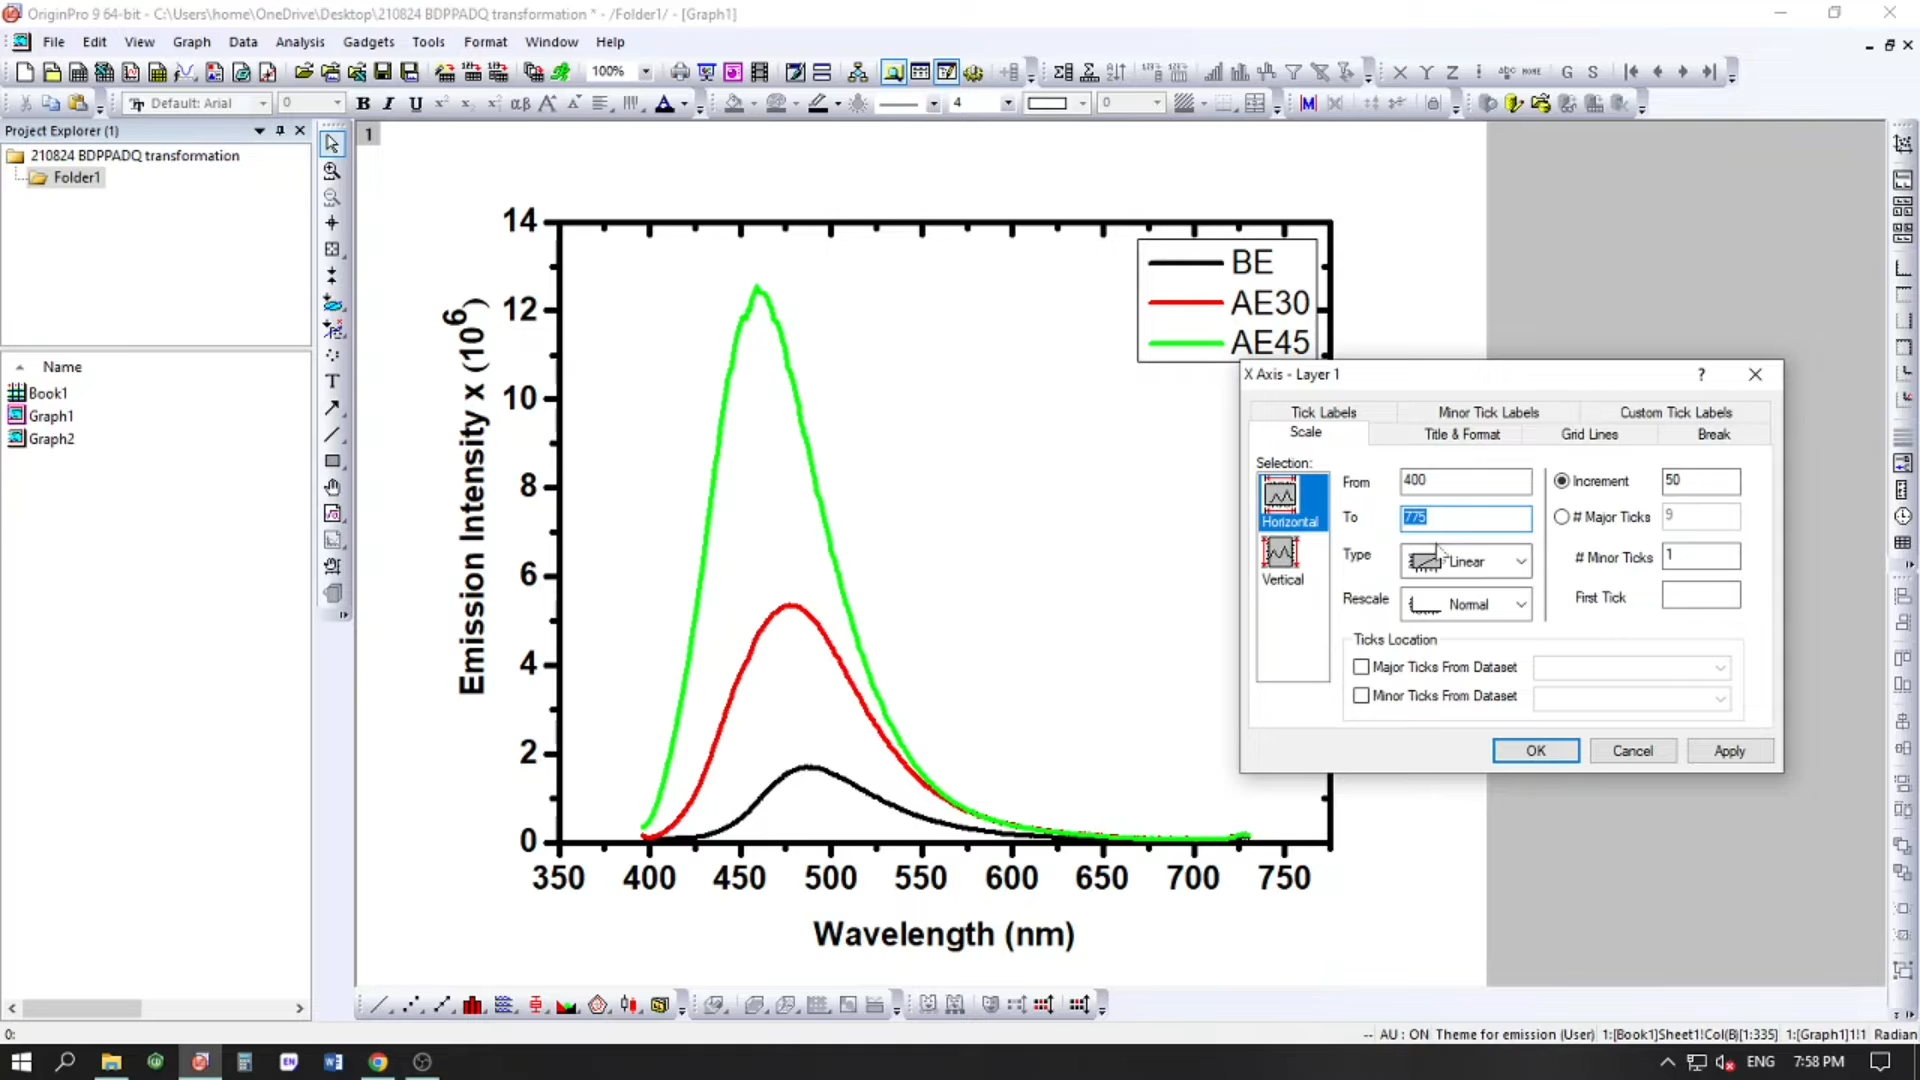 OriginPro 9 64-bit - C:\Users\home\OneDrive\Desktop\210824 BDPPADQ transformation * - /Folder1/ - [Graph1]
File Edit View Graph Data Analysis Gadgets Tools Format Window Help
100%
X Y Z G S
Default: Arial 0 B I U αβ A A A 4 0
Project Explorer (1)
210824 BDPPADQ transformation
Folder1
Name
Book1
Graph1
Graph2
T
1
14
12
10
8
6
4
2
0
Emission Intensity x (10⁶)
350 400 450 500 550 600 650 700 750
Wavelength (nm)
BE
AE30
AE45
X Axis - Layer 1 ?
Tick Labels Minor Tick Labels Custom Tick Labels
Scale Title & Format Grid Lines Break
Selection:
Horizontal
Vertical
From 400
To 775
Type Linear
Rescale Normal
Increment 50
# Major Ticks 9
# Minor Ticks 1
First Tick
Ticks Location
Major Ticks From Dataset
Minor Ticks From Dataset
OK Cancel Apply
0:
-- AU : ON Theme for emission (User) 1:[Book1]Sheet1!Col(B)[1:335] 1:[Graph1]1!1 Radian
EN
ENG 7:58 PM